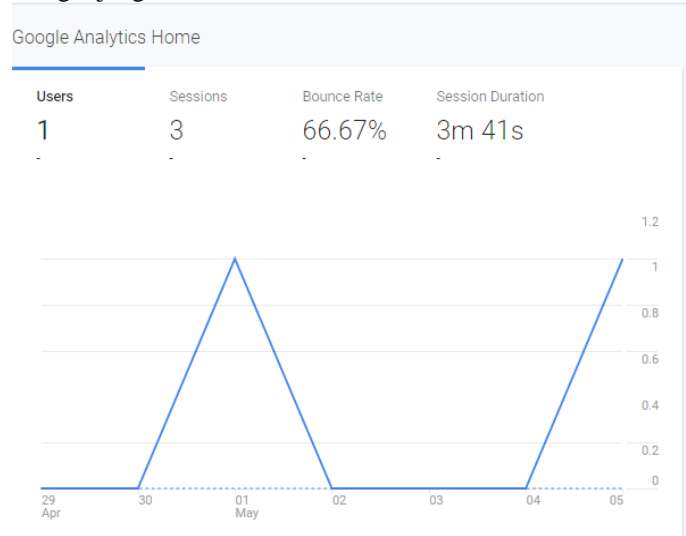 Google Analytics Home
Users Sessions Bounce Rate Session Duration
1 3 66.67% 3m 41s
- - - -
1.2
1
0.8
0.6
0.4
0.2
0
29 30 01 02 03 04 05
Apr May